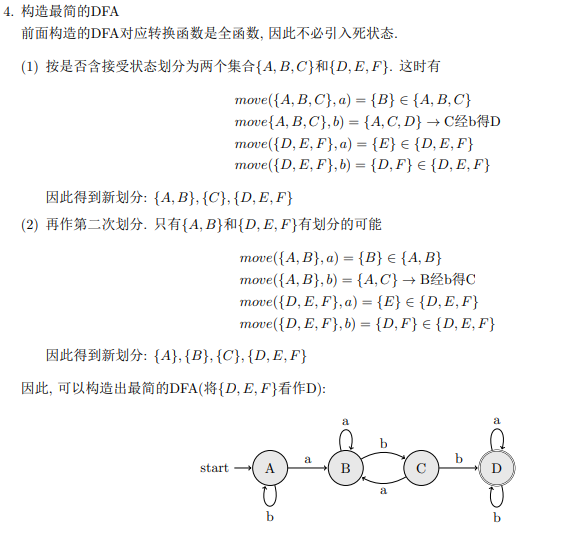 4. 构造最简的DFA
前面构造的DFA对应转换函数是全函数, 因此不必引入死状态.
(1) 按是否含接受状态划分为两个集合{A, B, C}和{D, E, F}. 这时有
move({A, B, C}, a) = {B} ∈ {A, B, C}
move{A, B, C}, b) = {A, C, D} → C经b得D
move({D, E, F}, a) = {E} ∈ {D, E, F}
move({D, E, F}, b) = {D, F} ∈ {D, E, F}
因此得到新划分: {A, B}, {C}, {D, E, F}
(2) 再作第二次划分. 只有{A, B}和{D, E, F}有划分的可能
move({A, B}, a) = {B} ∈ {A, B}
move({A, B}, b) = {A, C} → B经b得C
move({D, E, F}, a) = {E} ∈ {D, E, F}
move({D, E, F}, b) = {D, F} ∈ {D, E, F}
因此得到新划分: {A}, {B}, {C}, {D, E, F}
因此, 可以构造出最简的DFA(将{D, E, F}看作D):
a a
b
start A a B C b D
a
b b